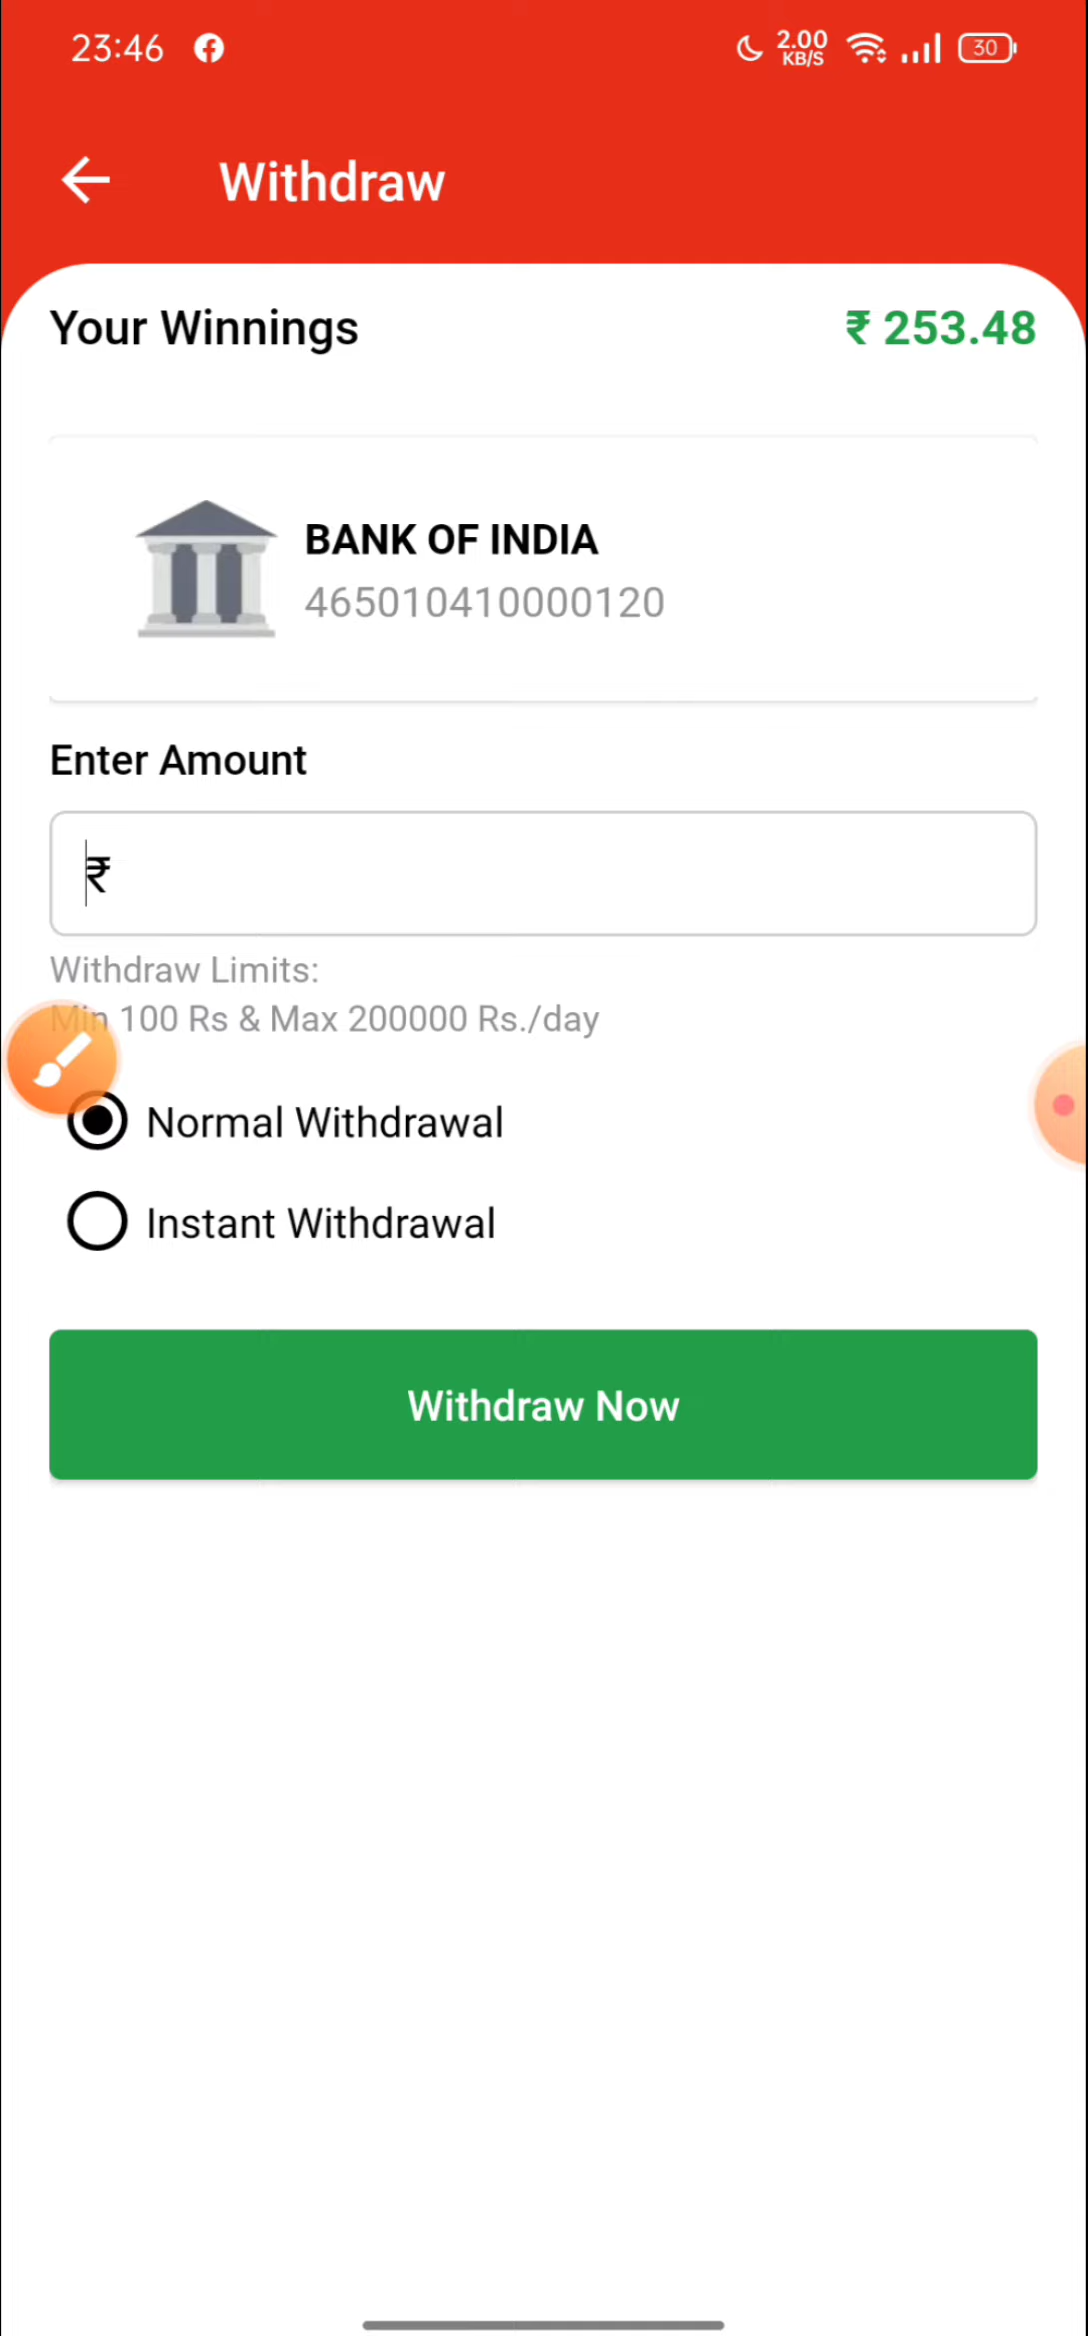 23:46
2.00
KB/S
30
Withdraw
Your Winnings
₹ 253.48
BANK OF INDIA
465010410000120
Enter Amount
₹
Withdraw Limits:
Min 100 Rs & Max 200000 Rs./day
Normal Withdrawal
Instant Withdrawal
Withdraw Now